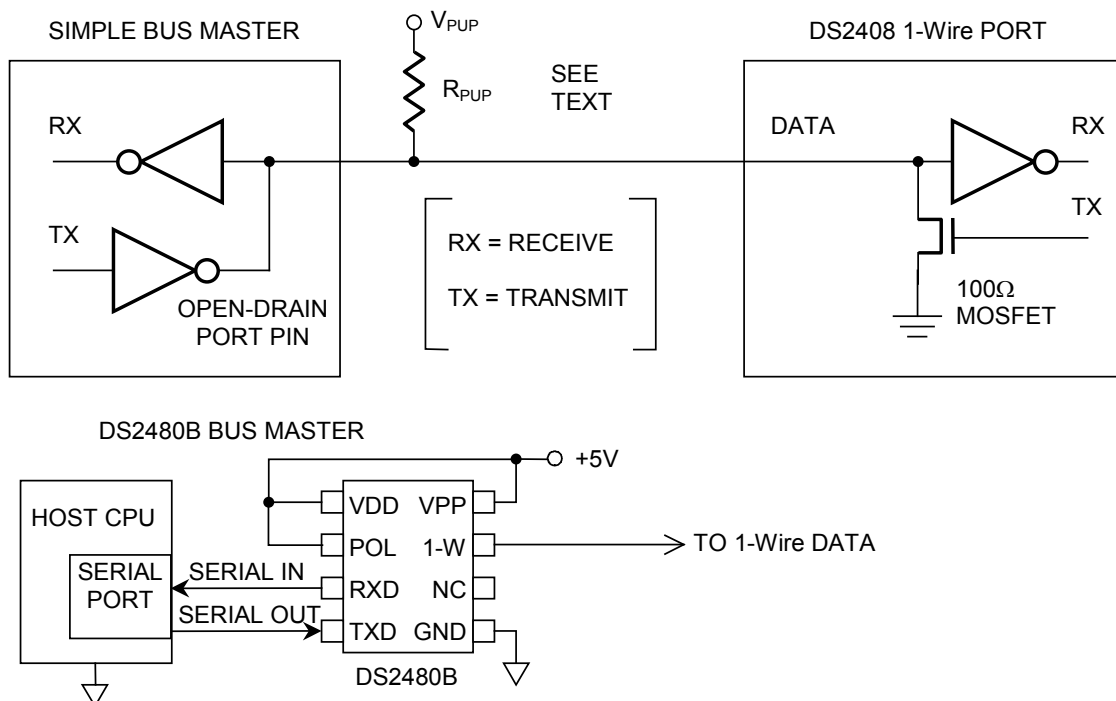 SIMPLE BUS MASTER
V_PUP
DS2408 1-Wire PORT
R_PUP
SEE
TEXT
RX
DATA
RX
TX
TX
RX = RECEIVE
TX = TRANSMIT
OPEN-DRAIN
PORT PIN
100Ω
MOSFET
DS2480B BUS MASTER
+5V
HOST CPU
VDD
VPP
POL
1-W
TO 1-Wire DATA
SERIAL
PORT
SERIAL IN
RXD
NC
SERIAL OUT
TXD
GND
DS2480B